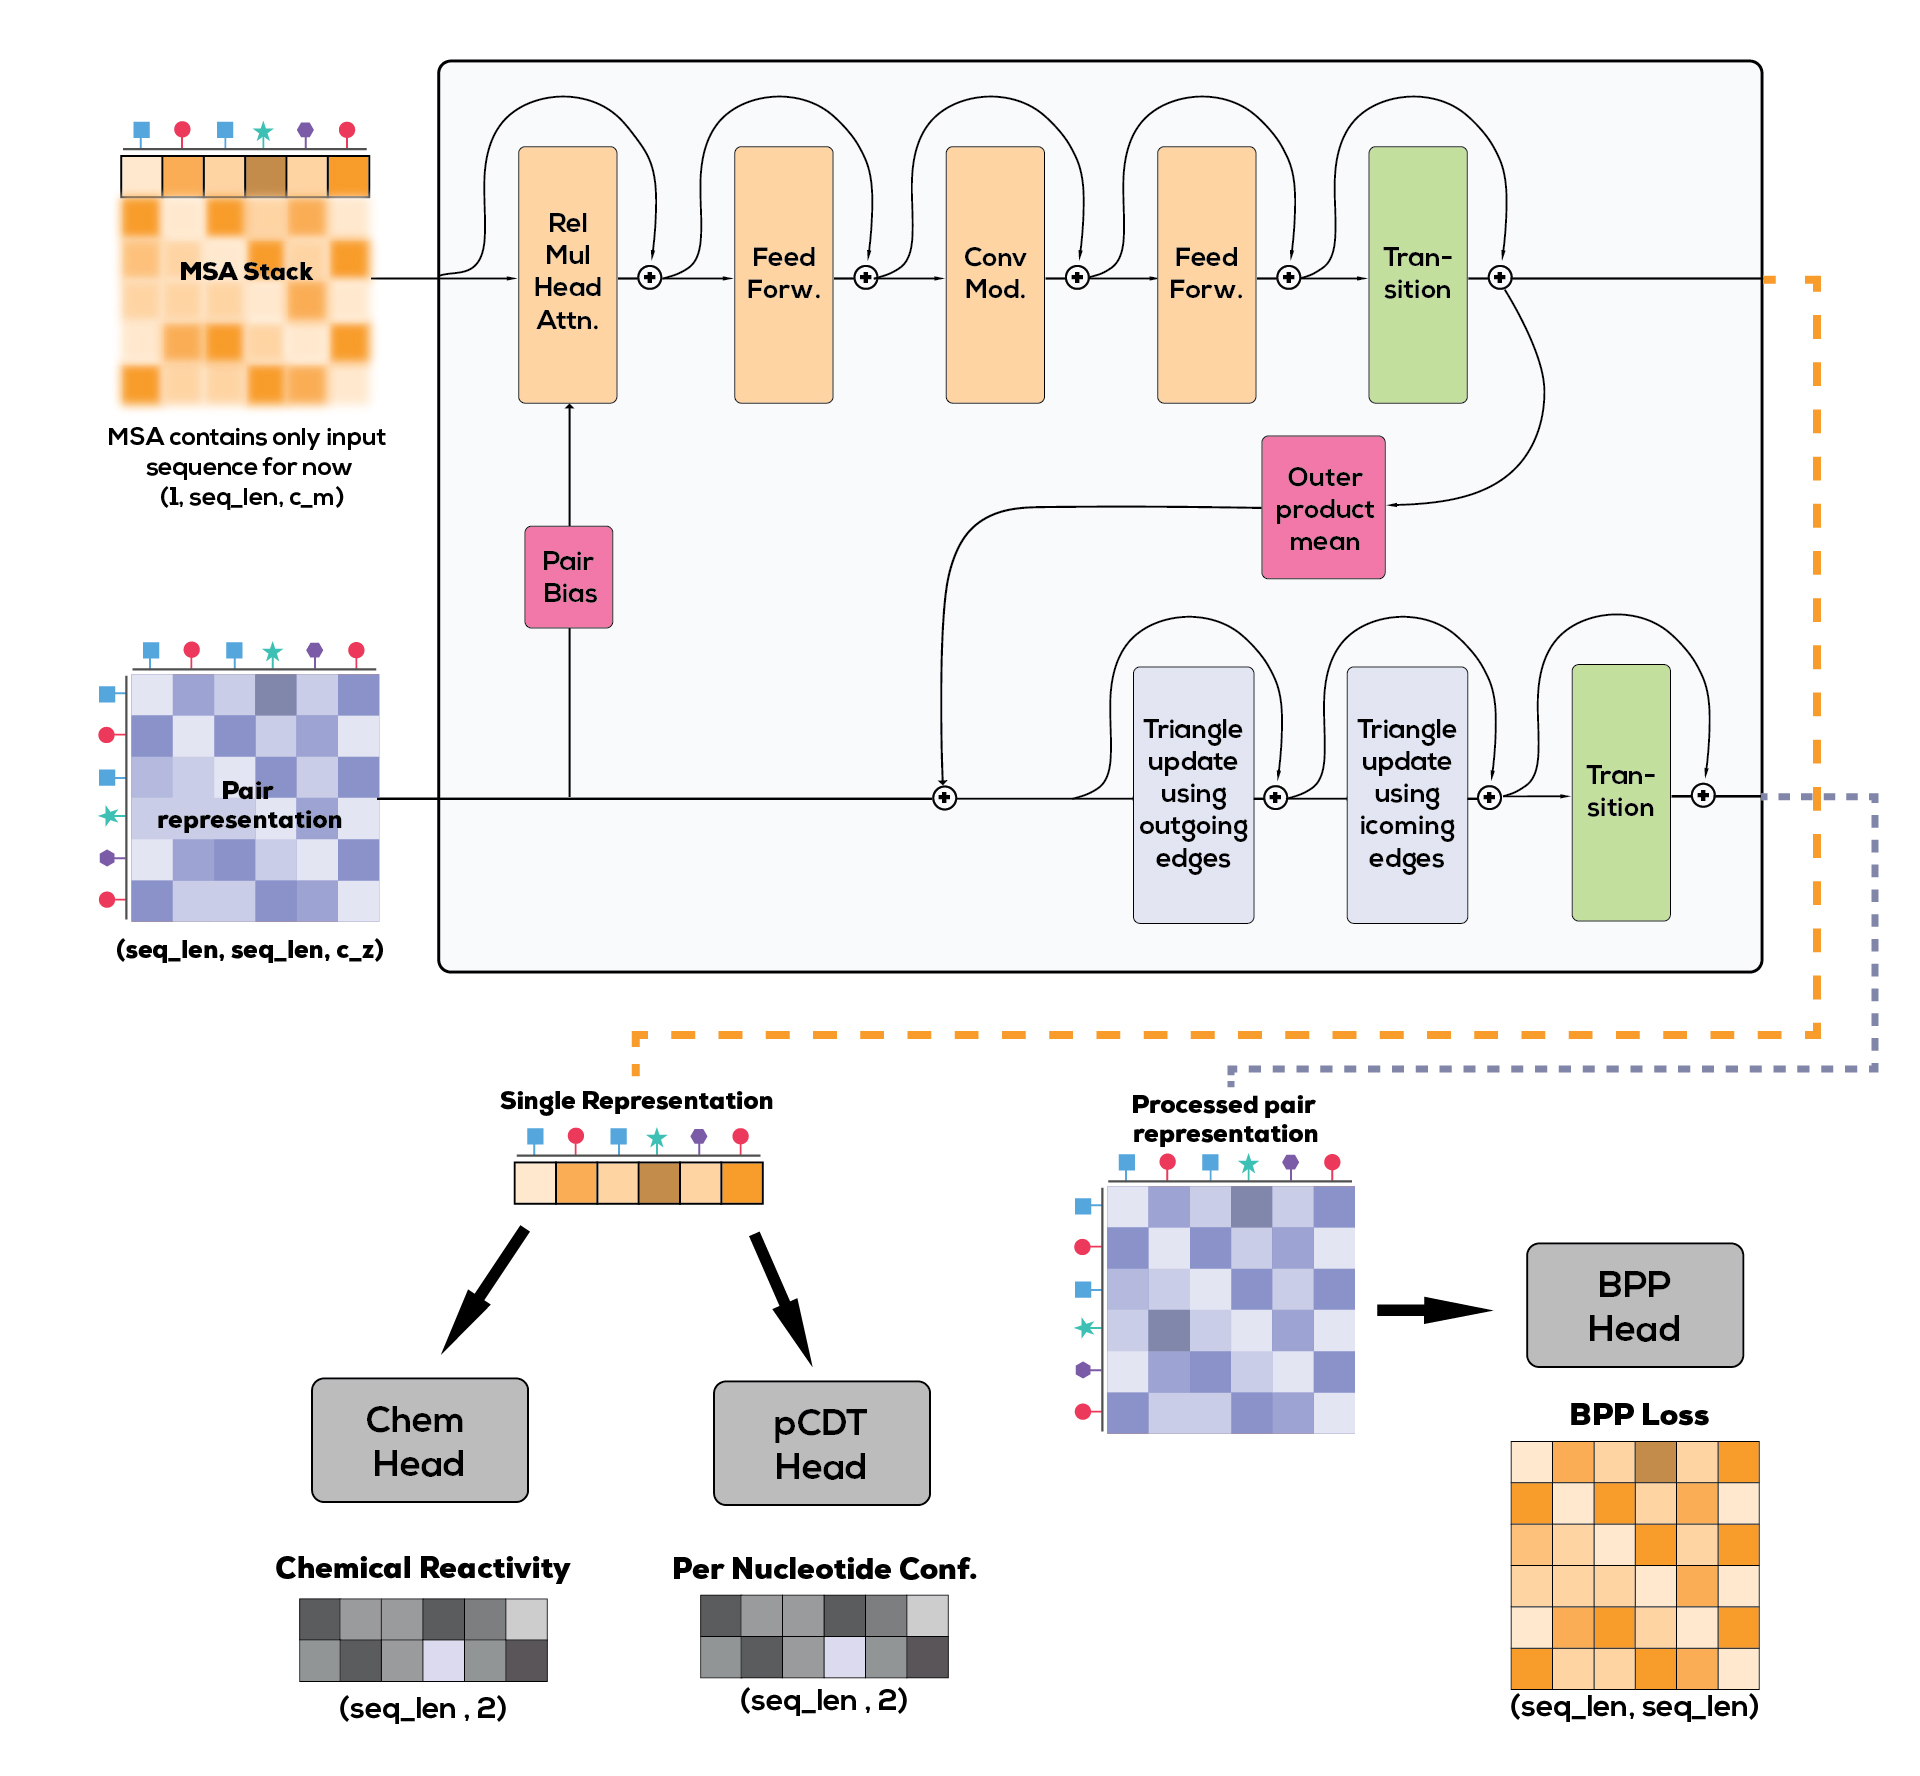 MSA Stack
MSA contains only input
sequence for now
(1, seq_len, c_m)
Rel
Mul
Head
Attn.
Feed
Forw.
Conv
Mod.
Feed
Forw.
Tran-
sition
Outer
product
mean
Pair
Bias
Pair
representation
(seq_len, seq_len, c_z)
Triangle
update
using
outgoing
edges
Triangle
update
using
icoming
edges
Tran-
sition
Single Representation
Processed pair
representation
Chem
Head
pCDT
Head
BPP
Head
Chemical Reactivity
(seq_len , 2)
Per Nucleotide Conf.
(seq_len , 2)
BPP Loss
(seq_len, seq_len)